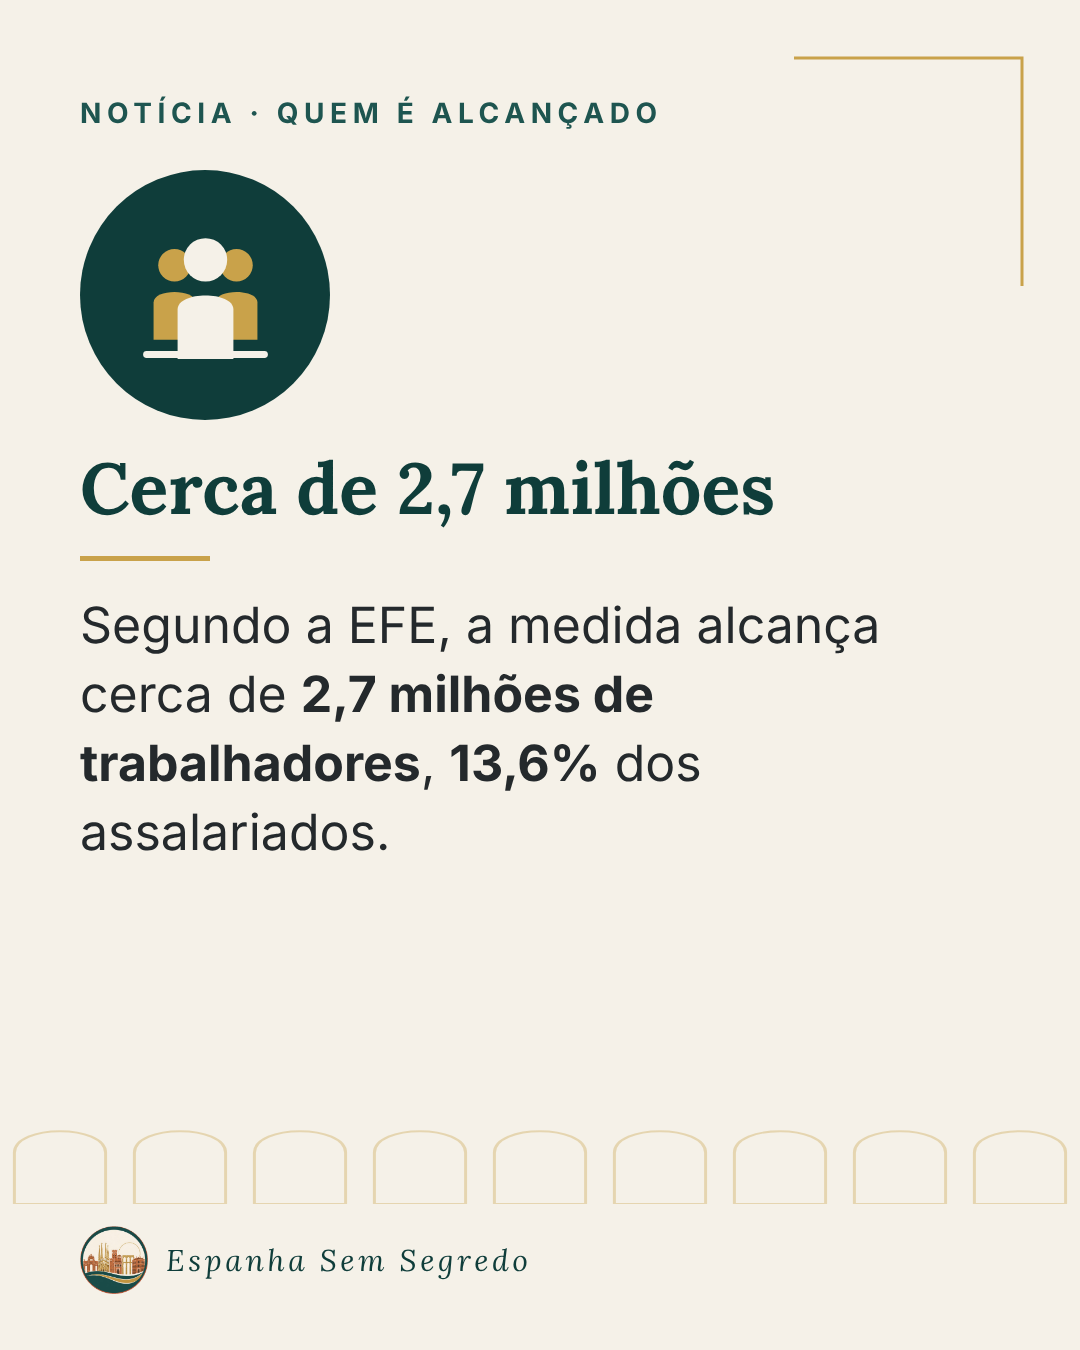 NOTÍCIA · QUEM É ALCANÇADO
Cerca de 2,7 milhões
Segundo a EFE, a medida alcança
cerca de 2,7 milhões de
trabalhadores, 13,6% dos
assalariados.
Espanha Sem Segredo